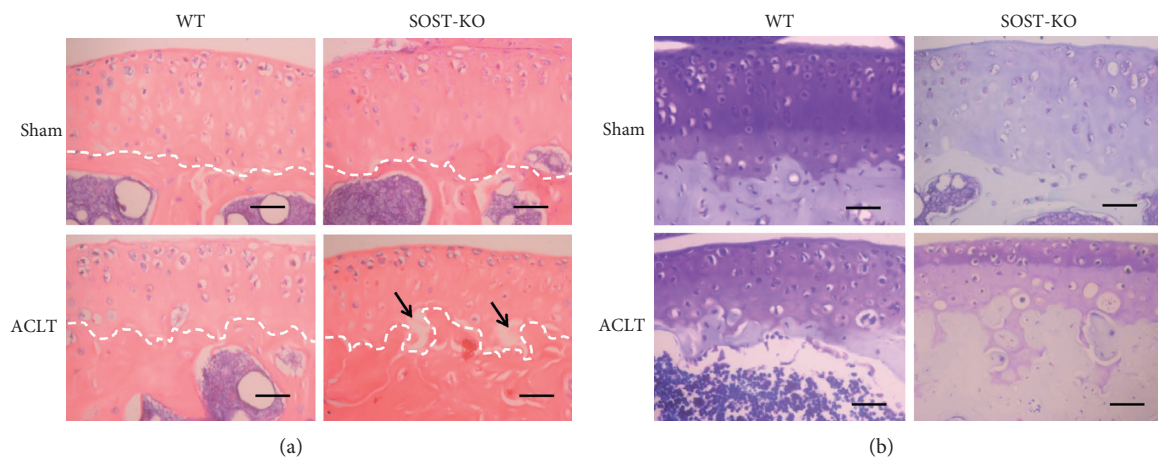 WT SOST-KO
Sham
ACLT
(a)
WT SOST-KO
Sham
ACLT
(b)